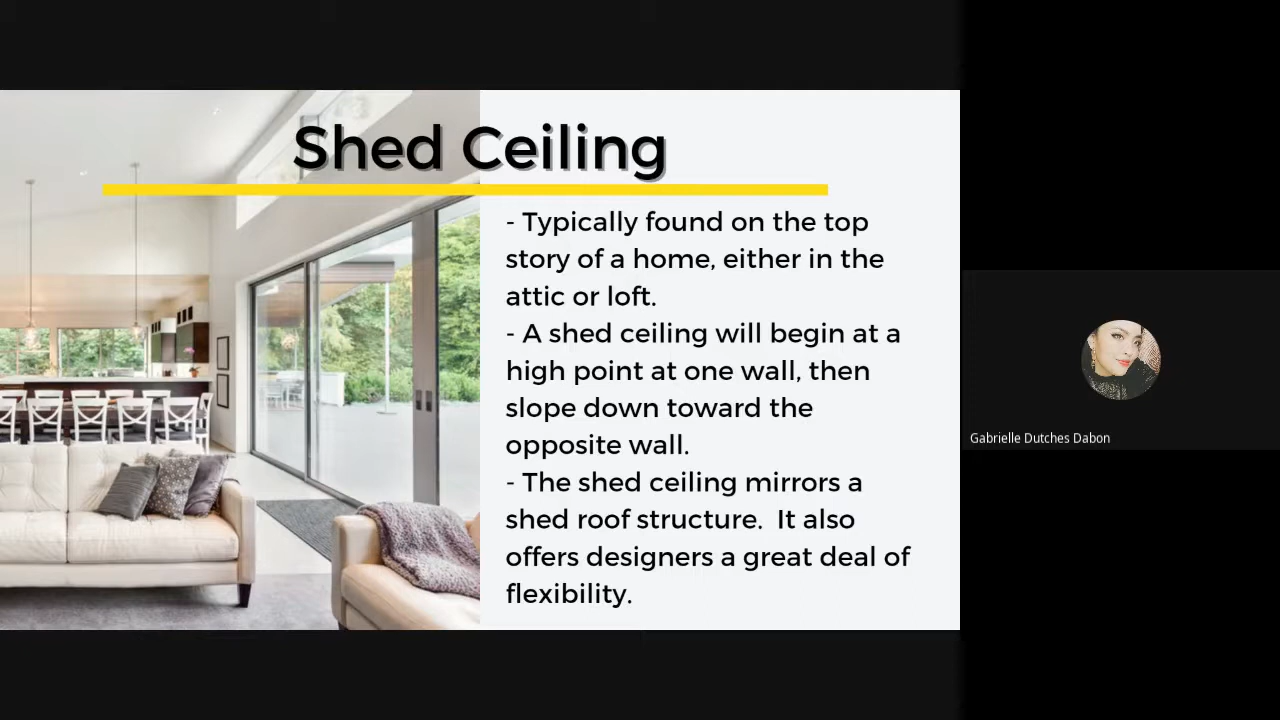 Shed Ceiling
- Typically found on the top
story of a home, either in the
attic or loft.
- A shed ceiling will begin at a
high point at one wall, then
slope down toward the
opposite wall.
- The shed ceiling mirrors a
shed roof structure.  It also
offers designers a great deal of
flexibility.
Gabrielle Dutches Dabon